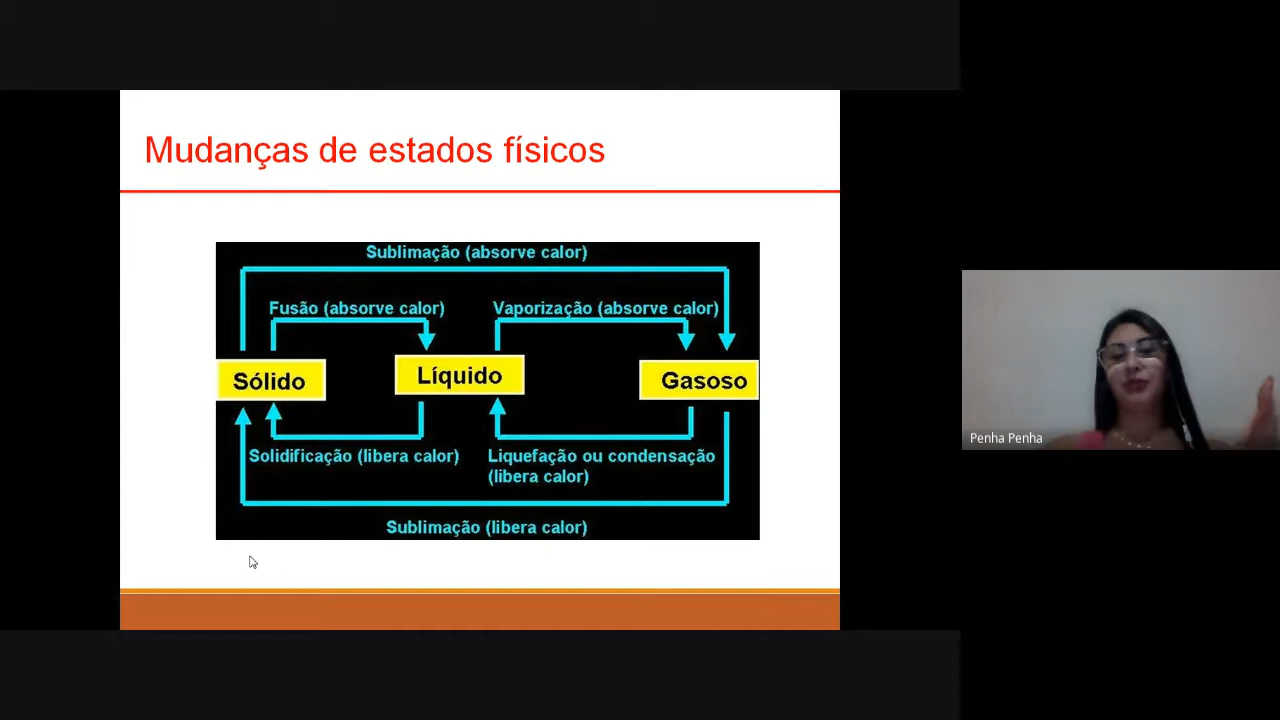 Mudanças de estados físicos
Sublimação (absorve calor)
Fusão (absorve calor)
Vaporização (absorve calor)
Sólido
Líquido
Gasoso
Solidificação (libera calor)
Liquefação ou condensação
(libera calor)
Sublimação (libera calor)
Penha Penha